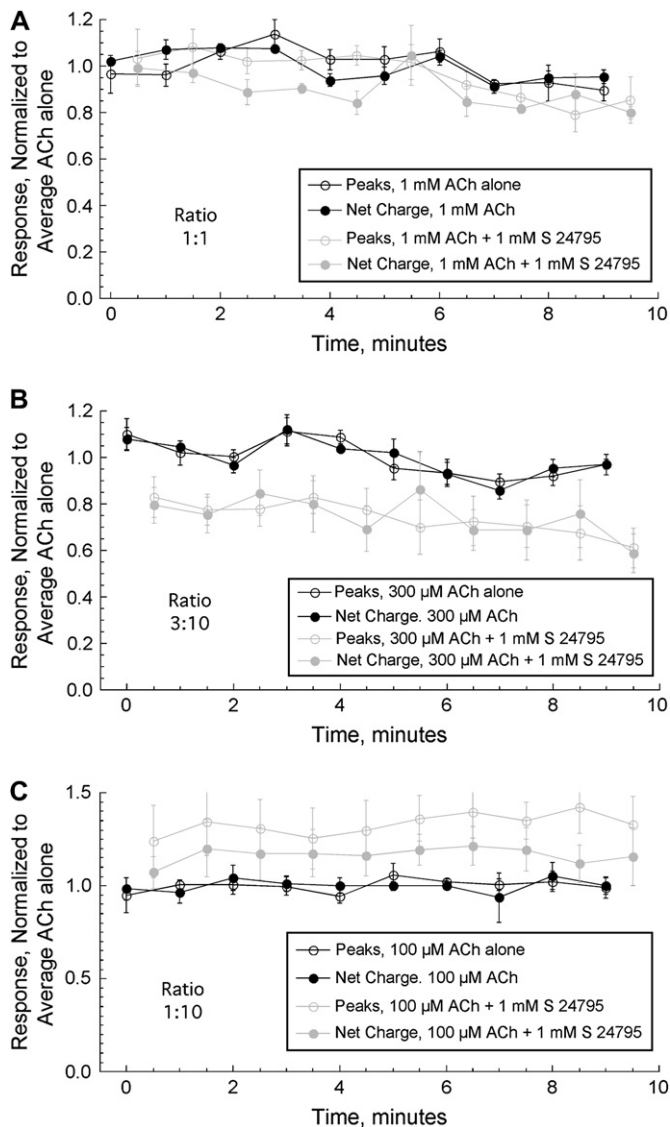 A
Response, Normalized to
Average ACh alone
1.2
1.0
0.8
0.6
0.4
0.2
0.0
Ratio
1:1
Peaks, 1 mM ACh alone
Net Charge, 1 mM ACh
Peaks, 1 mM ACh + 1 mM S 24795
Net Charge, 1 mM ACh + 1 mM S 24795
0 2 4 6 8 10
Time, minutes
B
Response, Normalized to
Average ACh alone
1.2
1.0
0.8
0.6
0.4
0.2
0.0
Ratio
3:10
Peaks, 300 µM ACh alone
Net Charge. 300 µM ACh
Peaks, 300 µM ACh + 1 mM S 24795
Net Charge, 300 µM ACh + 1 mM S 24795
0 2 4 6 8 10
Time, minutes
C
Response, Normalized to
Average ACh alone
1.5
1.0
0.5
0.0
Ratio
1:10
Peaks, 100 µM ACh alone
Net Charge. 100 µM ACh
Peaks, 100 µM ACh + 1 mM S 24795
Net Charge, 100 µM ACh + 1 mM S 24795
0 2 4 6 8 10
Time, minutes